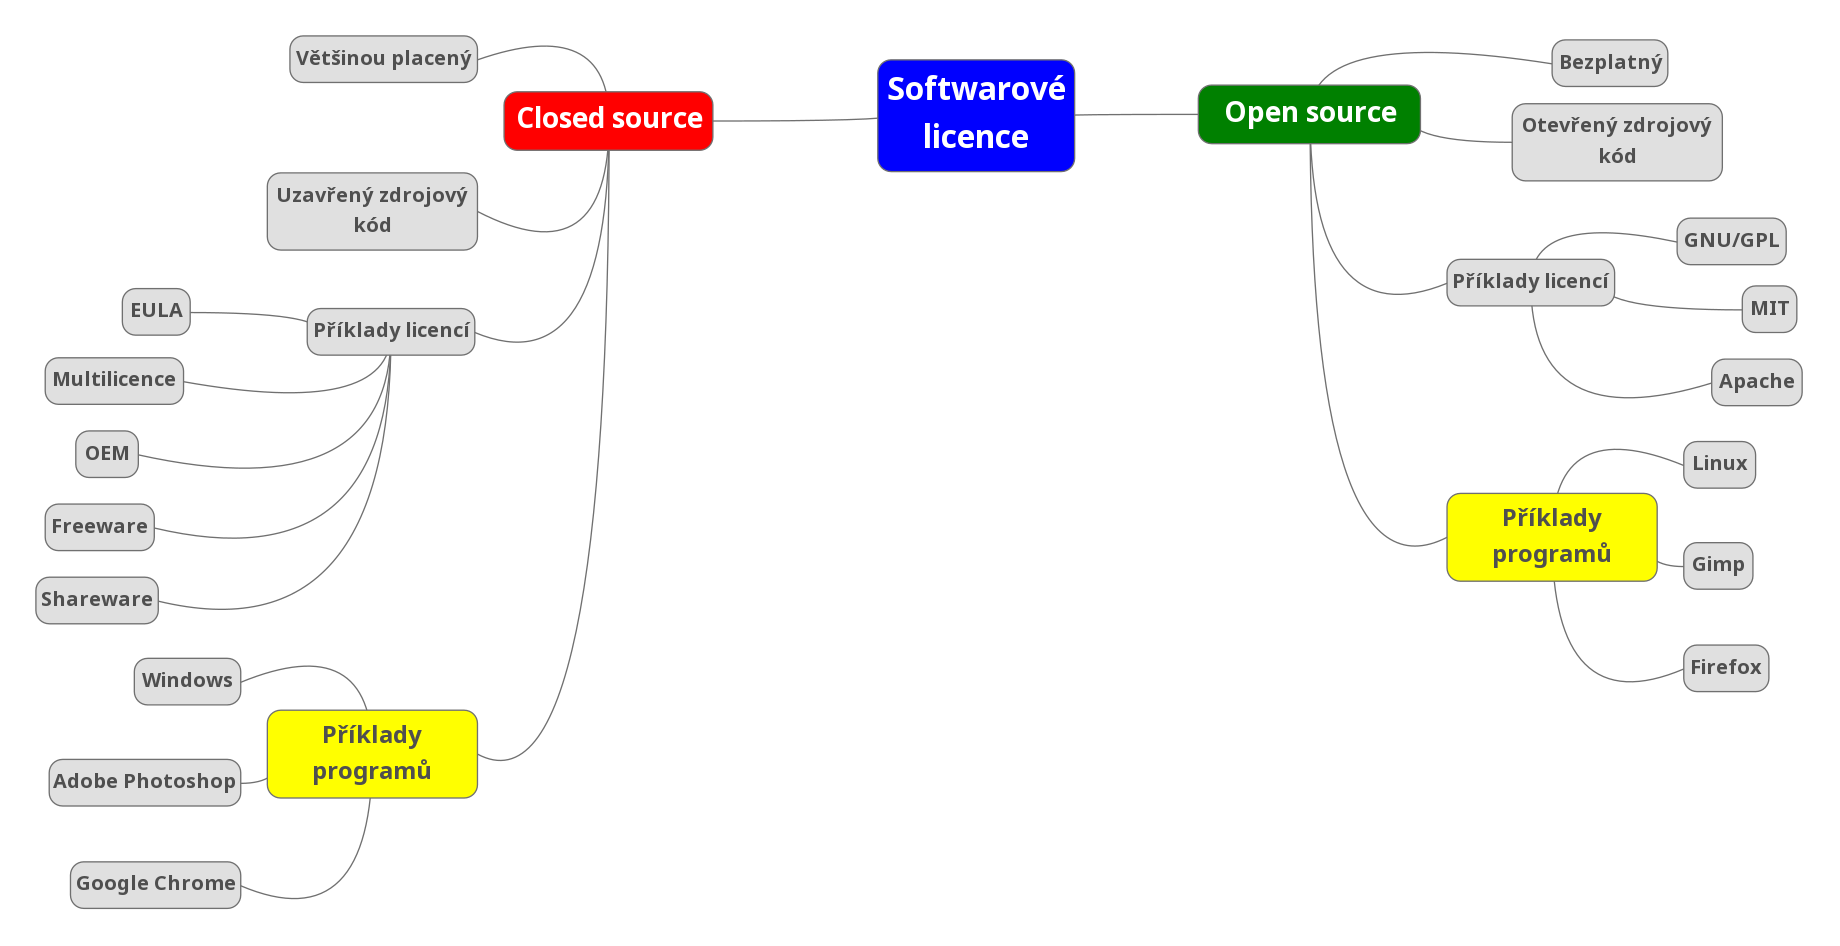 Softwarové
licence
Closed source
Většinou placený
Uzavřený zdrojový
kód
Příklady licencí
EULA
Multilicence
OEM
Freeware
Shareware
Příklady
programů
Windows
Adobe Photoshop
Google Chrome
Open source
Bezplatný
Otevřený zdrojový
kód
Příklady licencí
GNU/GPL
MIT
Apache
Příklady
programů
Linux
Gimp
Firefox